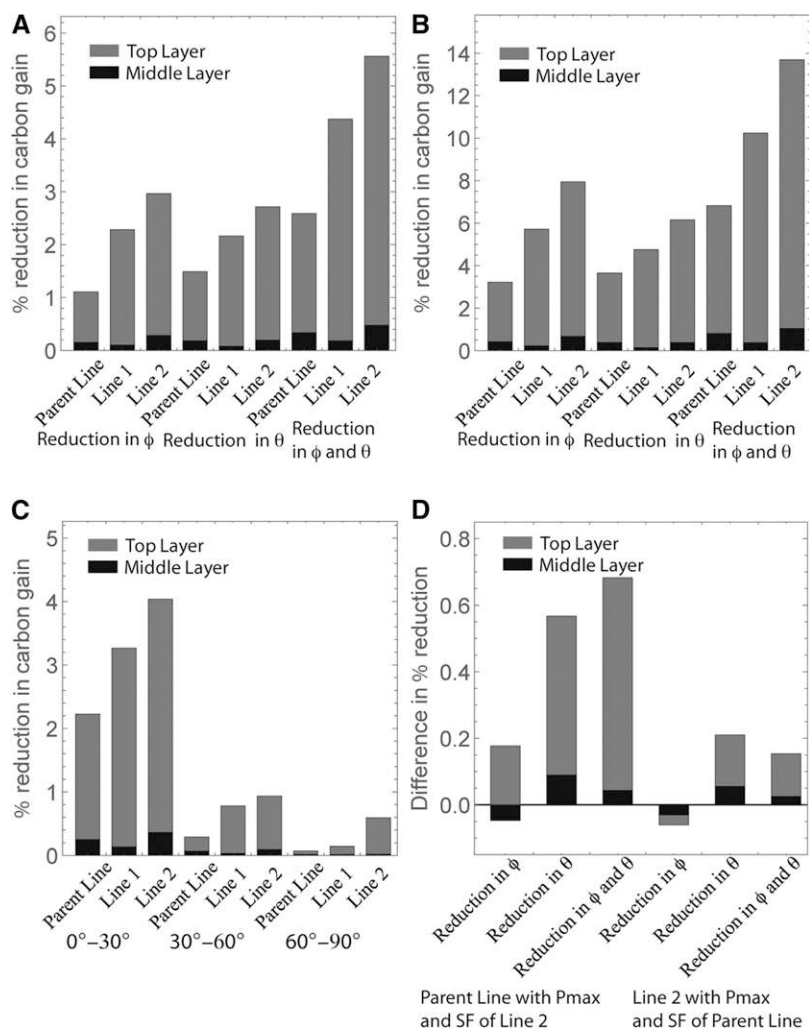 A
% reduction in carbon gain
6
5
4
3
2
1
0
Top Layer
Middle Layer
Parent Line
Line 1
Line 2
Parent Line
Line 1
Line 2
Parent Line
Line 1
Line 2
Reduction in ϕ
Reduction in θ
Reduction
in ϕ and θ
B
% reduction in carbon gain
14
12
10
8
6
4
2
0
Top Layer
Middle Layer
Parent Line
Line 1
Line 2
Parent Line
Line 1
Line 2
Parent Line
Line 1
Line 2
Reduction in ϕ
Reduction in θ
Reduction
in ϕ and θ
C
% reduction in carbon gain
5
4
3
2
1
0
Top Layer
Middle Layer
Parent Line
Line 1
Line 2
Parent Line
Line 1
Line 2
Parent Line
Line 1
Line 2
0°–30°
30°–60°
60°–90°
D
Difference in % reduction
0.8
0.6
0.4
0.2
0.0
Top Layer
Middle Layer
Reduction in ϕ
Reduction in θ
Reduction in ϕ and θ
Reduction in ϕ
Reduction in θ
Reduction in ϕ and θ
Parent Line with Pmax
and SF of Line 2
Line 2 with Pmax
and SF of Parent Line